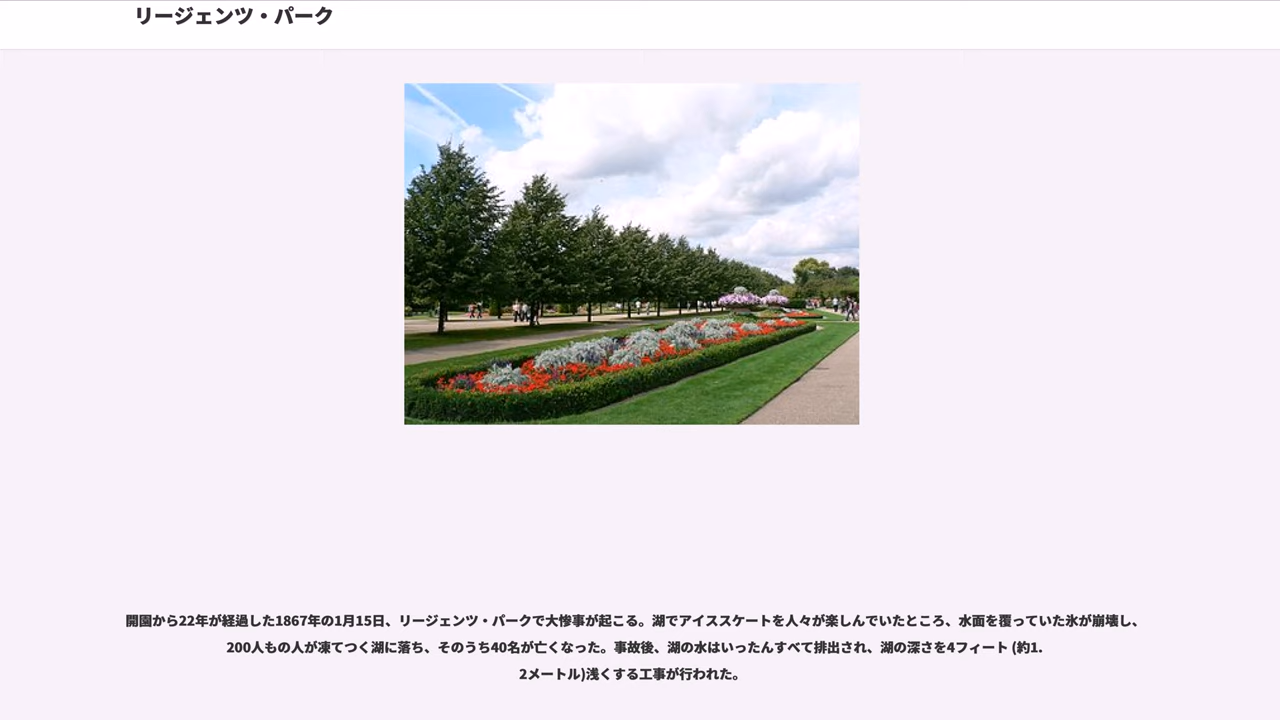 リージェンツ・パーク
開園から22年が経過した1867年の1月15日、リージェンツ・パークで大惨事が起こる。湖でアイススケートを人々が楽しんでいたところ、水面を覆っていた氷が崩壊し、
200人もの人が凍てつく湖に落ち、そのうち40名が亡くなった。事故後、湖の水はいったんすべて排出され、湖の深さを4フィート (約1.
2メートル)浅くする工事が行われた。